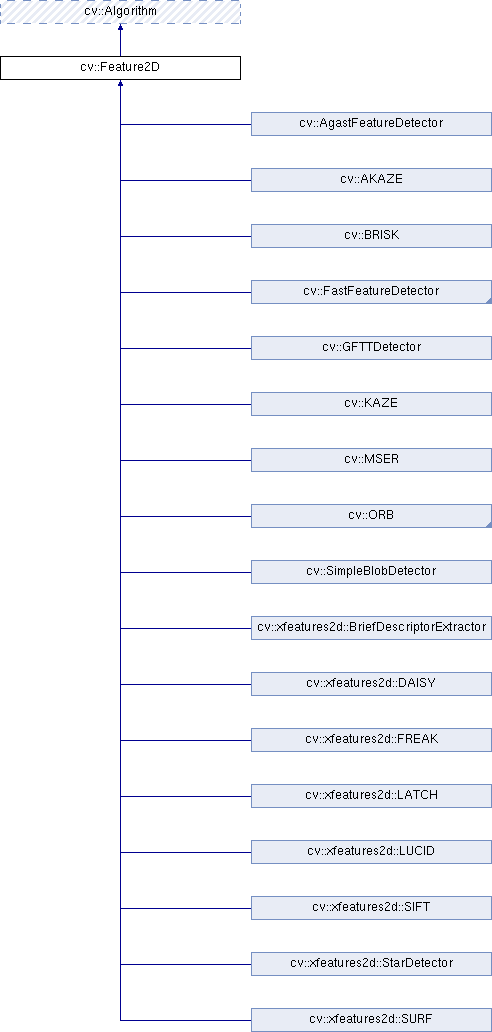 cv::Algorithm
cv::Feature2D
cv::AgastFeatureDetector
cv::AKAZE
cv::BRISK
cv::FastFeatureDetector
cv::GFTTDetector
cv::KAZE
cv::MSER
cv::ORB
cv::SimpleBlobDetector
cv::xfeatures2d::BriefDescriptorExtractor
cv::xfeatures2d::DAISY
cv::xfeatures2d::FREAK
cv::xfeatures2d::LATCH
cv::xfeatures2d::LUCID
cv::xfeatures2d::SIFT
cv::xfeatures2d::StarDetector
cv::xfeatures2d::SURF